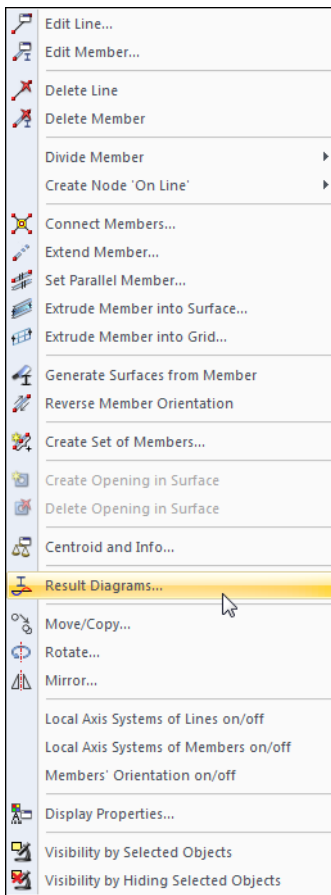 Edit Line...
Edit Member...
Delete Line
Delete Member
Divide Member
Create Node 'On Line'
Connect Members...
Extend Member...
Set Parallel Member...
Extrude Member into Surface...
Extrude Member into Grid...
Generate Surfaces from Member
Reverse Member Orientation
Create Set of Members...
Create Opening in Surface
Delete Opening in Surface
Centroid and Info...
Result Diagrams...
Move/Copy...
Rotate...
Mirror...
Local Axis Systems of Lines on/off
Local Axis Systems of Members on/off
Members' Orientation on/off
Display Properties...
Visibility by Selected Objects
Visibility by Hiding Selected Objects